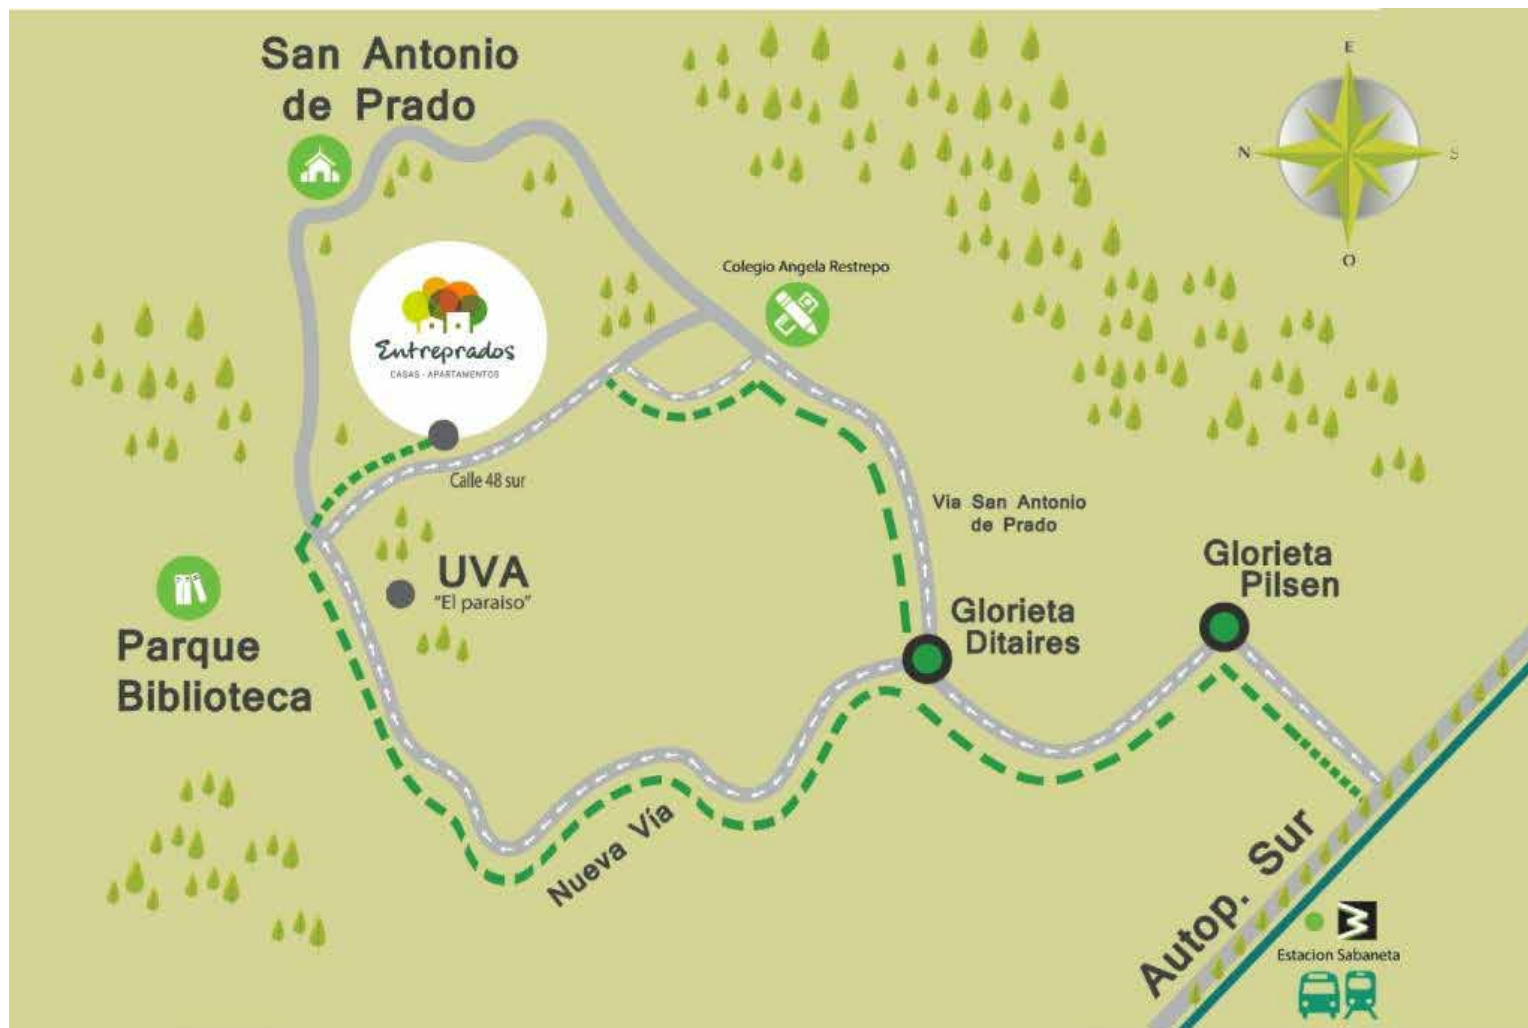 San Antonio
de Prado
E
N
S
O
Colegio Angela Restrepo
Entreprados
CASAS - APARTAMENTOS
Calle 48 sur
Via San Antonio
de Prado
Glorieta
Pilsen
UVA
"El paraiso"
Glorieta
Ditaires
Parque
Biblioteca
Nueva Vía
Autop. Sur
Estacion Sabaneta